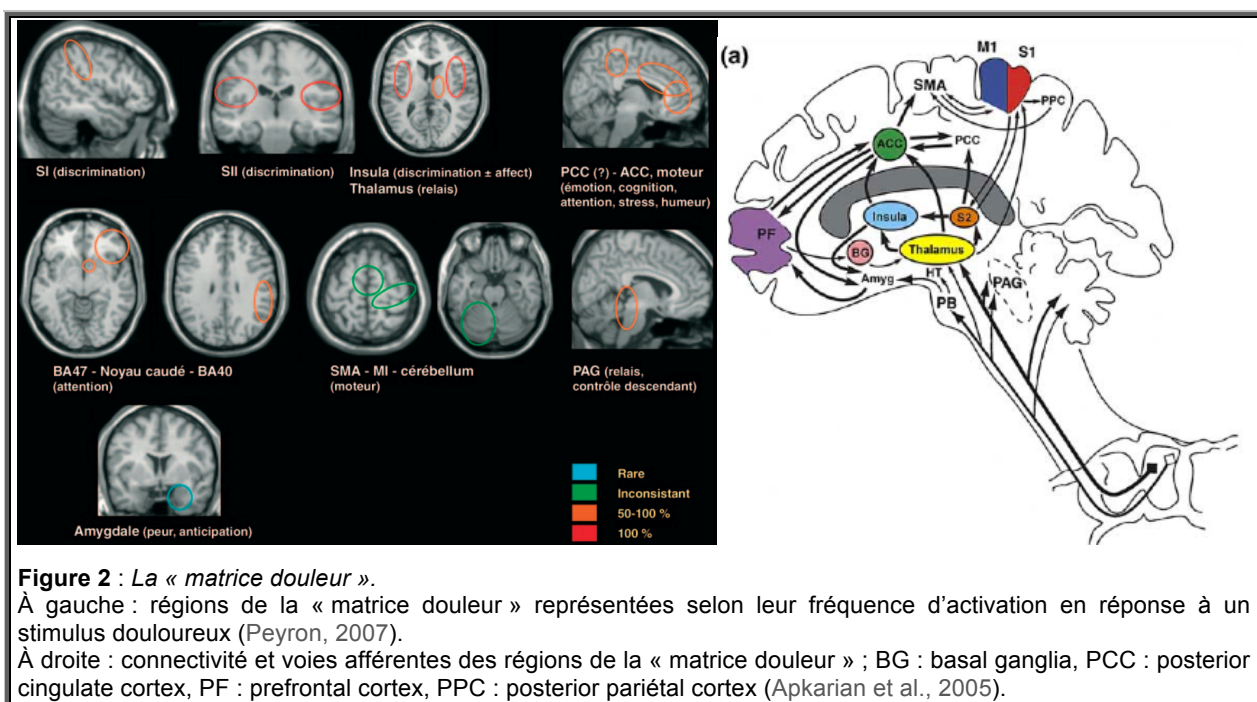 SI (discrimination)
SII (discrimination)
Insula (discrimination ± affect)
Thalamus (relais)
PCC (?) - ACC, moteur
(émotion, cognition,
attention, stress, humeur)
BA47 - Noyau caudé - BA40
(attention)
SMA - MI - cérébellum
(moteur)
PAG (relais,
contrôle descendant)
Amygdale (peur, anticipation)
Rare
Inconsistant
50-100 %
100 %
(a)
M1
S1
SMA
PPC
ACC
PCC
Insula
S2
PF
BG
Thalamus
HT
Amyg
PAG
PB
Figure 2 : La « matrice douleur ».
À gauche : régions de la « matrice douleur » représentées selon leur fréquence d’activation en réponse à un
stimulus douloureux (Peyron, 2007).
À droite : connectivité et voies afférentes des régions de la « matrice douleur » ; BG : basal ganglia, PCC : posterior
cingulate cortex, PF : prefrontal cortex, PPC : posterior pariétal cortex (Apkarian et al., 2005).